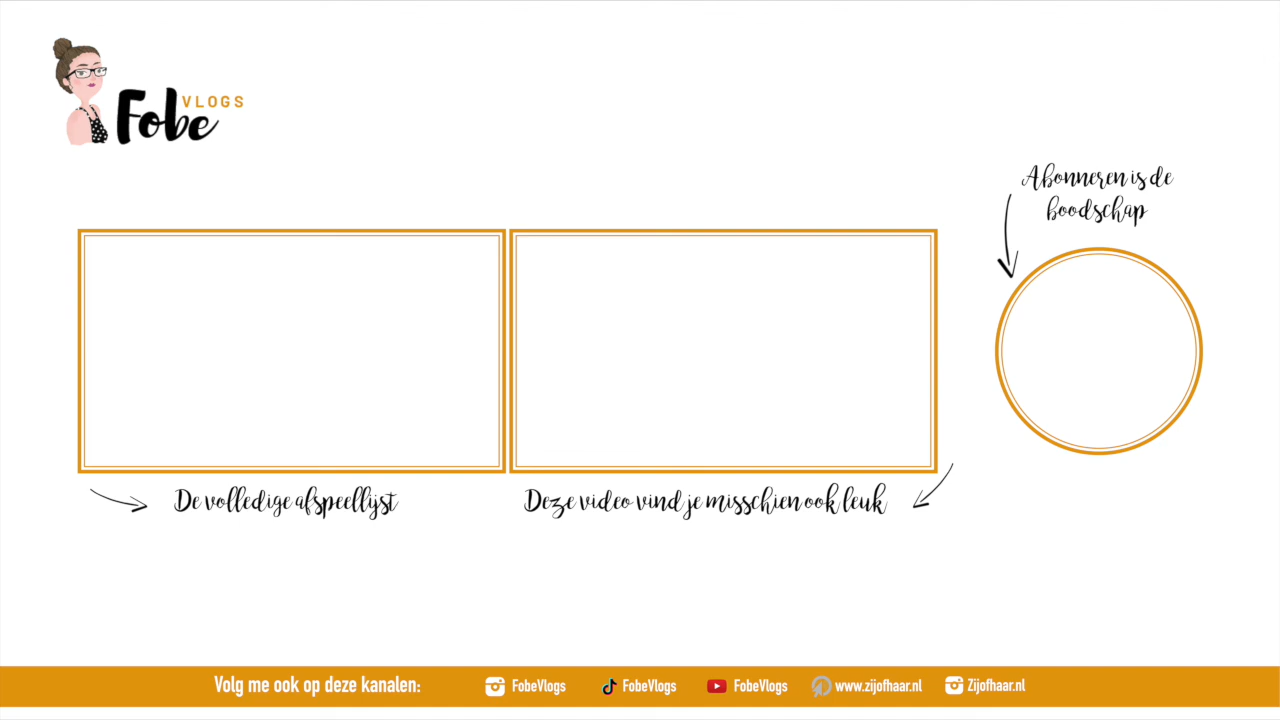 VLOGS
Fobe
Abonneren is de
boodschap
De volledige afspeellijst
Deze video vind je misschien ook leuk
Volg me ook op deze kanalen:
FobeVlogs
FobeVlogs
FobeVlogs
www.zijofhaar.nl
Zijofhaar.nl